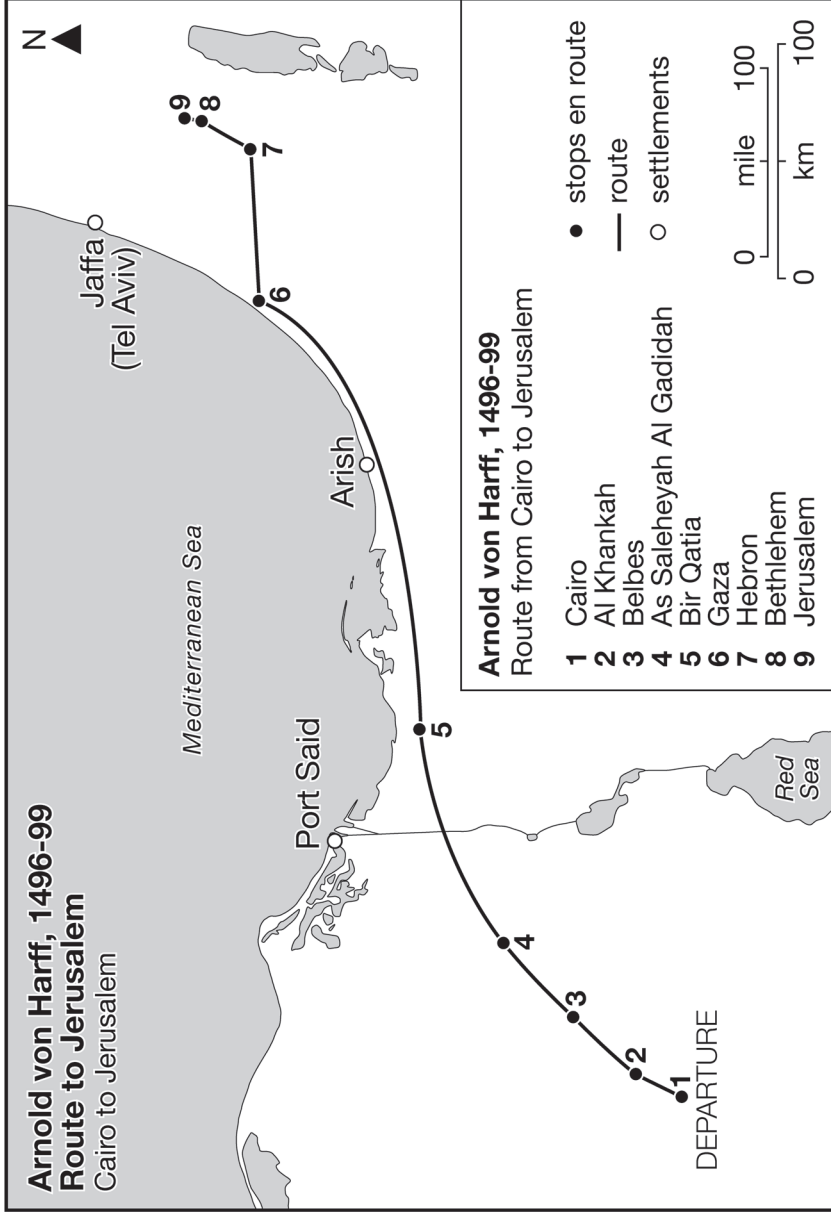 Arnold von Harff, 1496-99
Route to Jerusalem
Cairo to Jerusalem
N
Mediterranean Sea
Jaffa
(Tel Aviv)
Arish
Port Said
Red
Sea
DEPARTURE
1
2
3
4
5
6
7
8
9
Arnold von Harff, 1496-99
Route from Cairo to Jerusalem
1 Cairo
2 Al Khankah
3 Belbes
4 As Saleheyah Al Gadidah
5 Bir Qatia
6 Gaza
7 Hebron
8 Bethlehem
9 Jerusalem
stops en route
route
settlements
0 mile 100
0 km 100